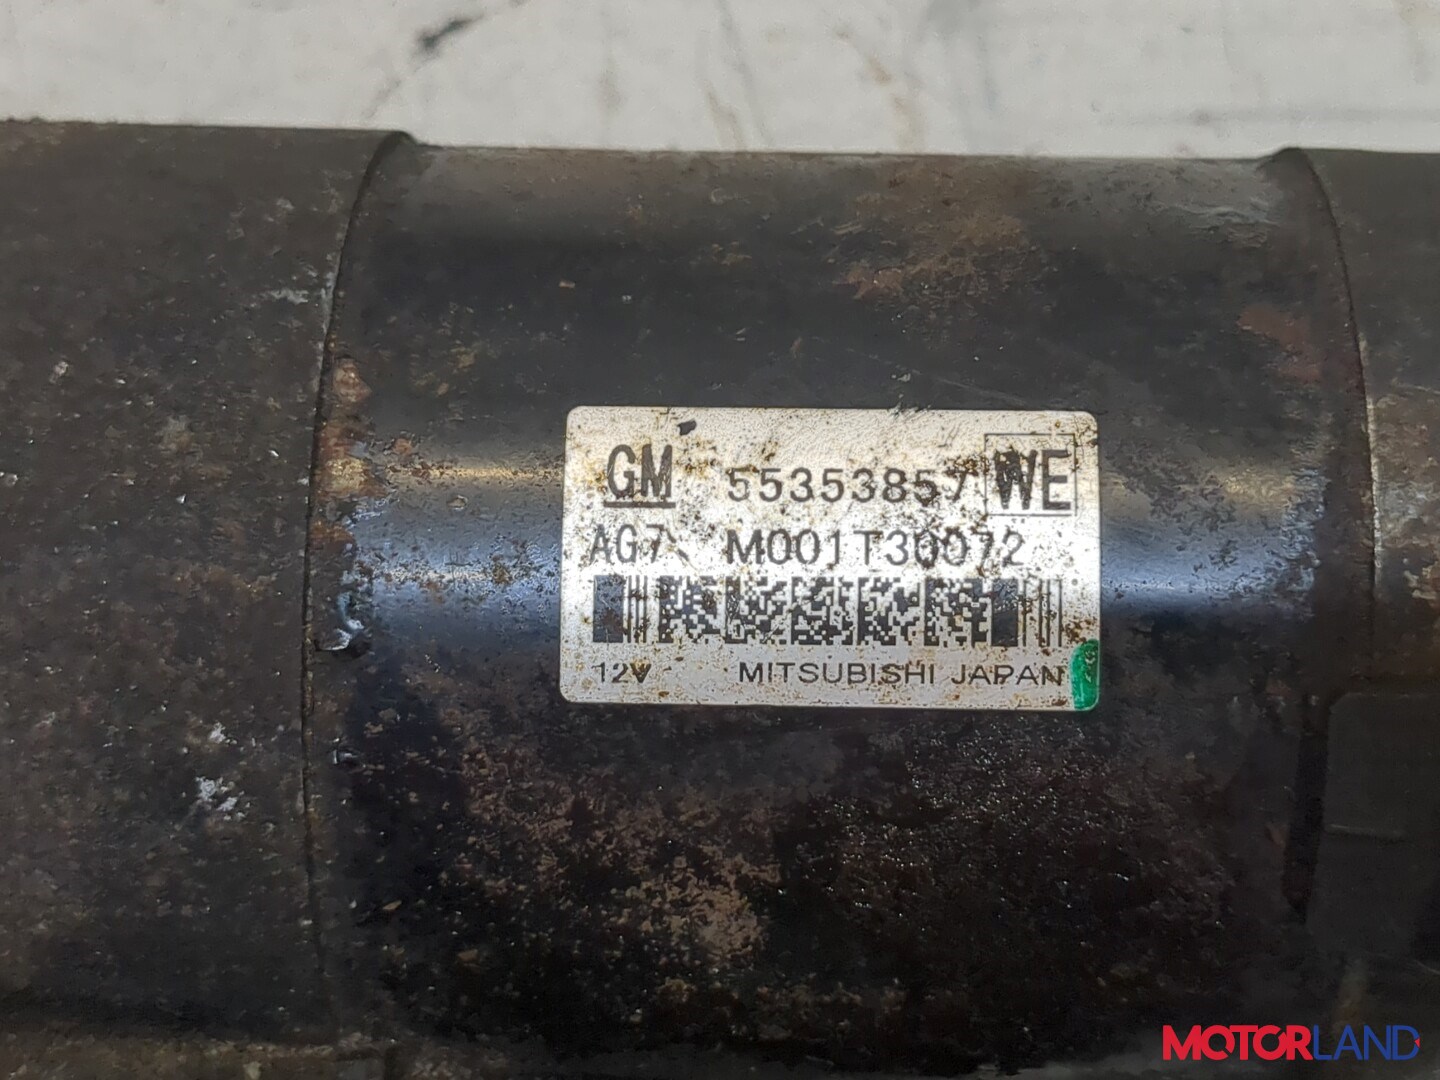 GM 55353857 WE
AG7 M001T30072
12V MITSUBISHI JAPAN
MOTORLAND